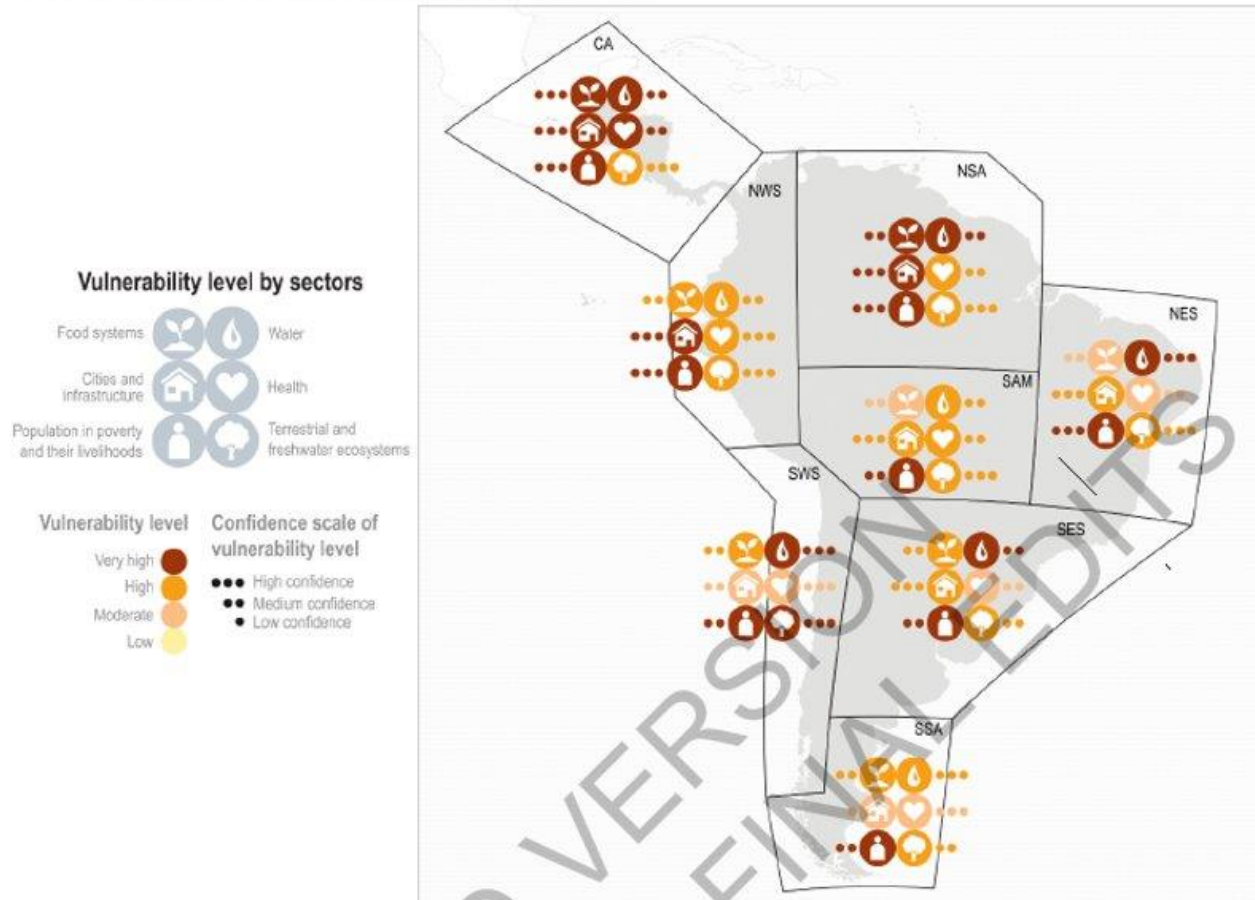 Vulnerability level by sectors
Food systems
Water
Cities and
infrastructure
Health
Population in poverty
and their livelihoods
Terrestrial and
freshwater ecosystems
Vulnerability level
Very high
High
Moderate
Low
Confidence scale of
vulnerability level
High confidence
Medium confidence
Low confidence
CA
NWS
NSA
NES
SAM
SWS
SES
SSA
VERSION
FINAL EDITS